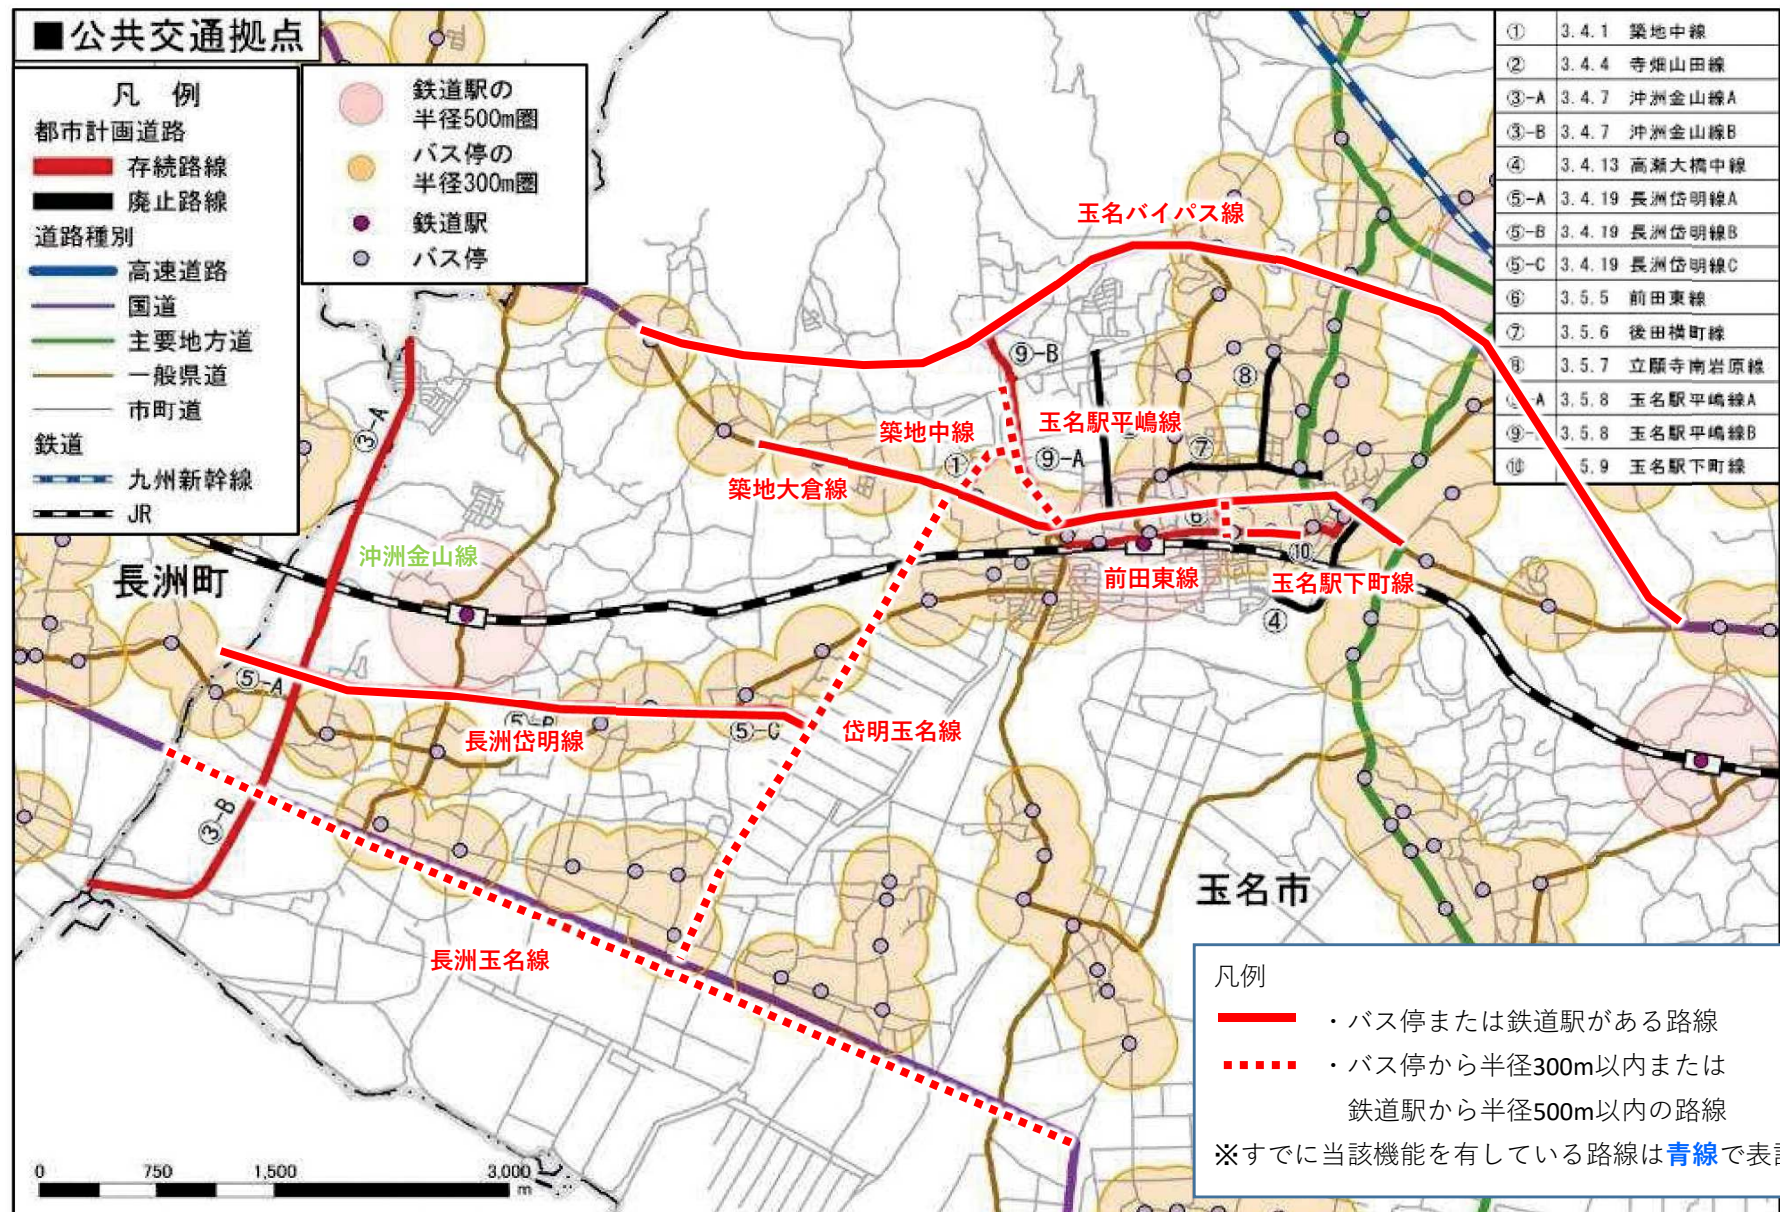 ■公共交通拠点
凡　例
都市計画道路
存続路線
廃止路線
道路種別
高速道路
国道
主要地方道
一般県道
市町道
鉄道
九州新幹線
JR
鉄道駅の
半径500m圏
バス停の
半径300m圏
鉄道駅
バス停
① 3.4.1 築地中線
② 3.4.4 寺畑山田線
③-A 3.4.7 沖洲金山線A
③-B 3.4.7 沖洲金山線B
④ 3.4.13 高瀬大橋中線
⑤-A 3.4.19 長洲岱明線A
⑤-B 3.4.19 長洲岱明線B
⑤-C 3.4.19 長洲岱明線C
⑥ 3.5.5 前田東線
⑦ 3.5.6 後田横町線
⑧ 3.5.7 立願寺南岩原線
-A 3.5.8 玉名駅平嶋線A
⑨- 3.5.8 玉名駅平嶋線B
⑩ 5.9 玉名駅下町線
玉名バイパス線
⑨-B
⑧
③-A
築地中線
玉名駅平嶋線
①
⑨-A
⑦
築地大倉線
⑥
沖洲金山線
⑩
長洲町
前田東線
玉名駅下町線
④
⑤-A
⑤-B
⑤-C
長洲岱明線
岱明玉名線
③-B
玉名市
長洲玉名線
凡例
・バス停または鉄道駅がある路線
・バス停から半径300m以内または
鉄道駅から半径500m以内の路線
※すでに当該機能を有している路線は青線で表記
0 750 1,500 3,000
m